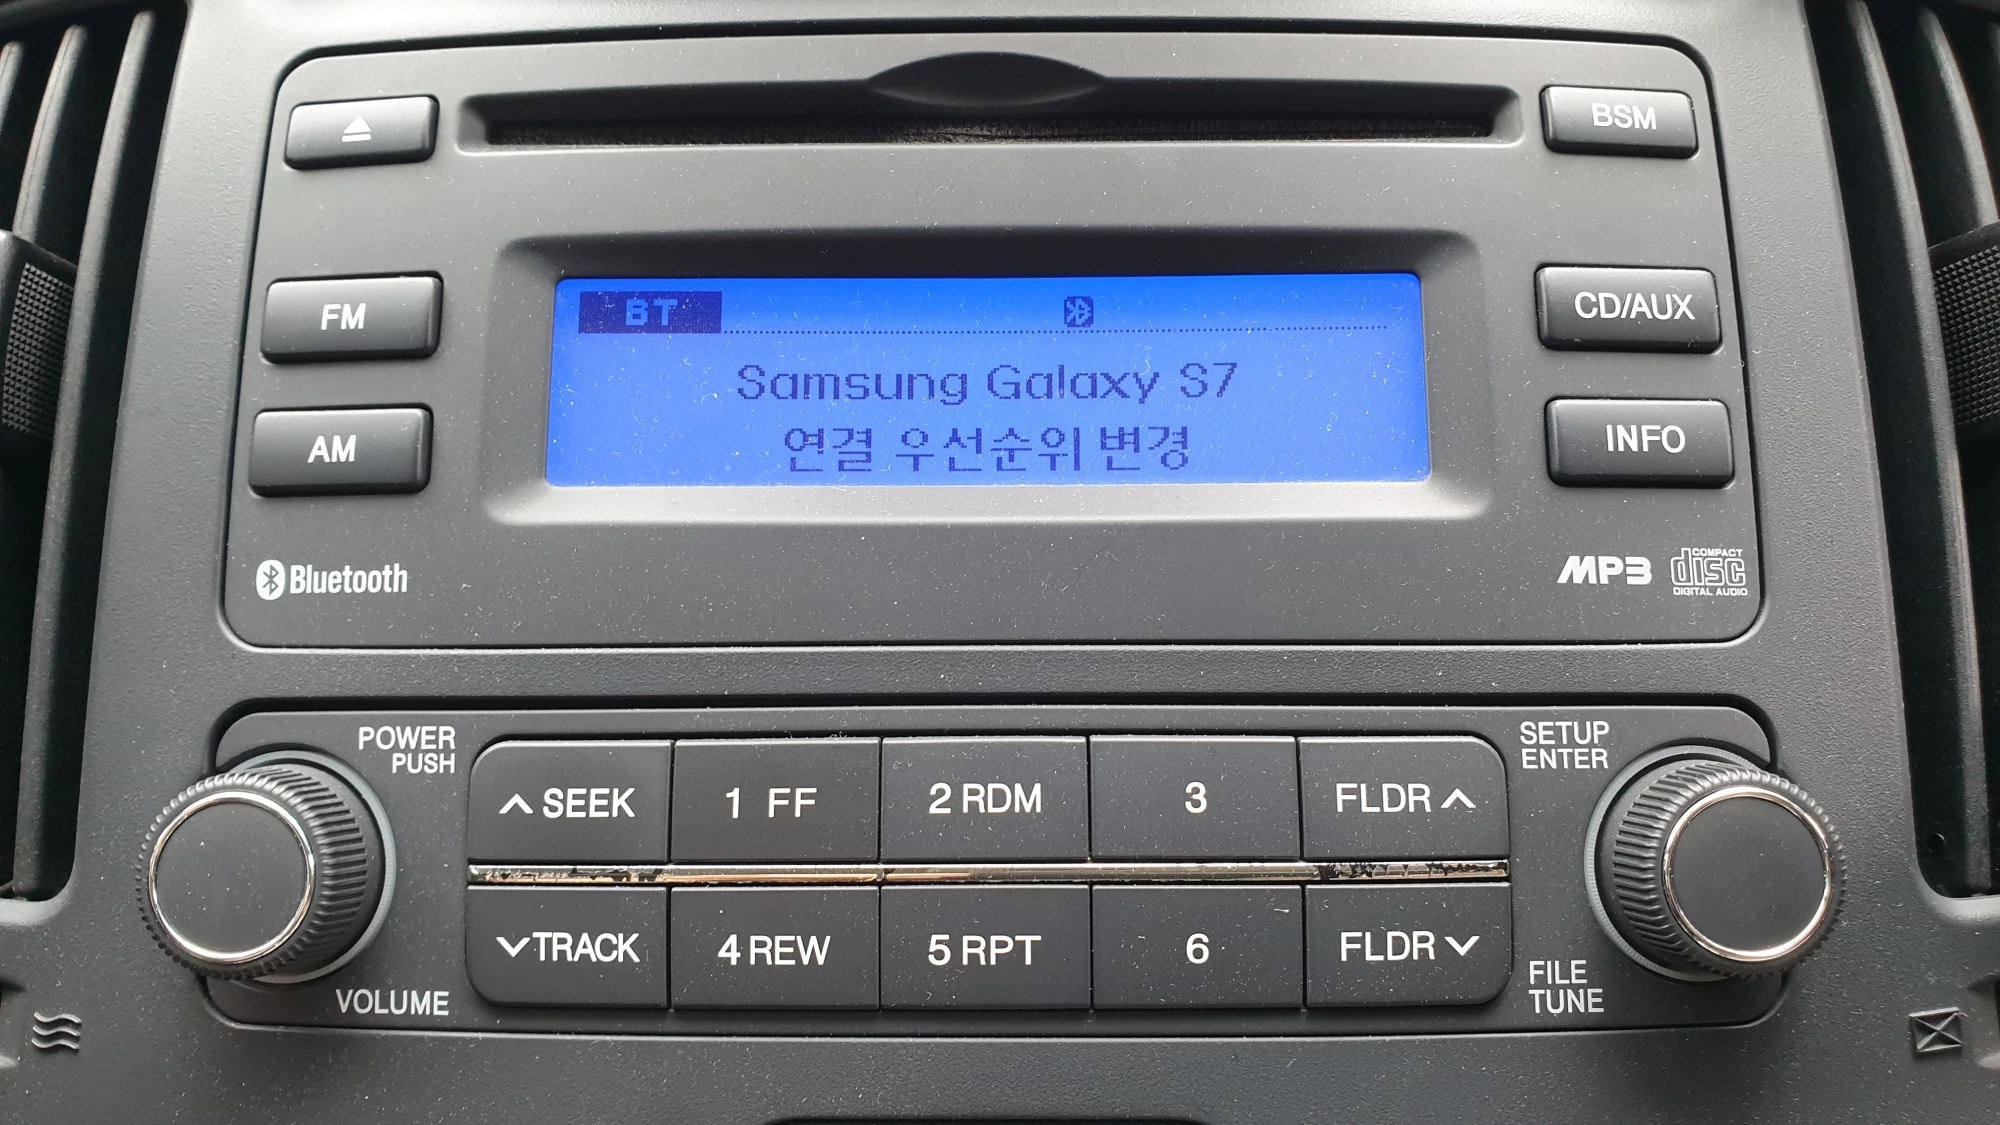 BSM
BT
FM
CD/AUX
Samsung Galaxy S7
AM
연결 우선순위 변경
INFO
Bluetooth
MP3
COMPACT
disc
DIGITAL AUDIO
POWER
PUSH
SETUP
ENTER
SEEK
1 FF
2 RDM
3
FLDR
TRACK
4 REW
5 RPT
6
FLDR
VOLUME
FILE
TUNE